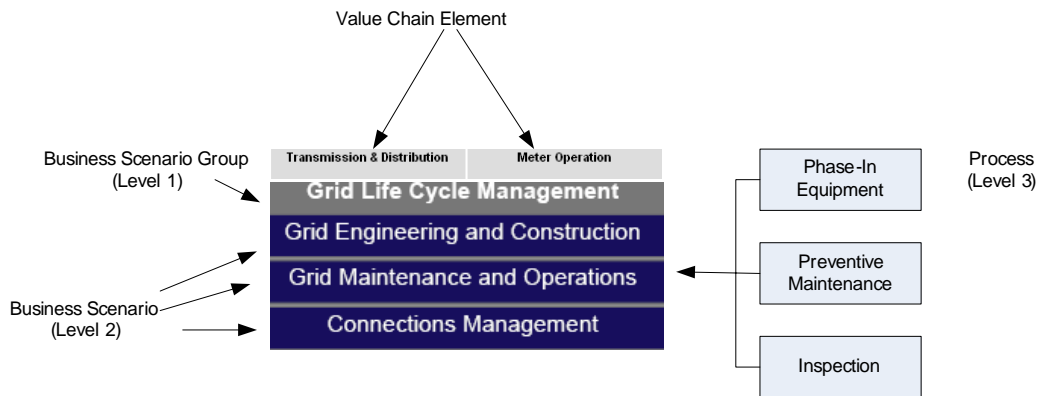 Value Chain Element
Transmission & Distribution
Meter Operation
Business Scenario Group
(Level 1)
Grid Life Cycle Management
Grid Engineering and Construction
Grid Maintenance and Operations
Connections Management
Business Scenario
(Level 2)
Phase-In
Equipment
Preventive
Maintenance
Inspection
Process
(Level 3)